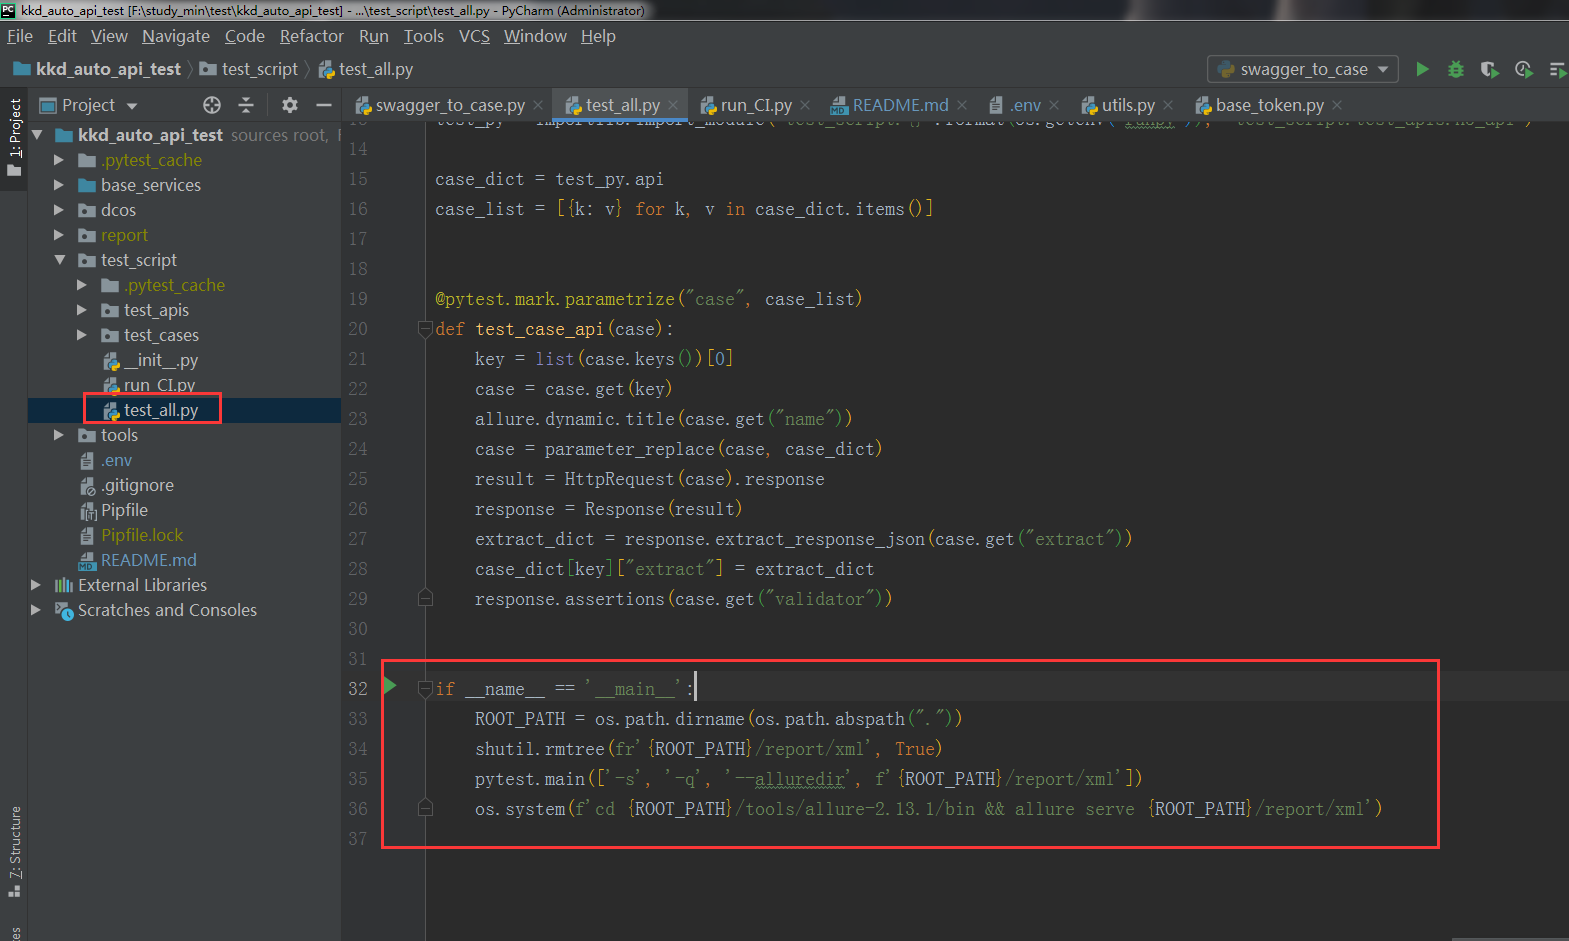 kkd_auto_api_test [F:\study_min\test\kkd_auto_api_test] - ...\test_script\test_all.py - PyCharm (Administrator)
File Edit View Navigate Code Refactor Run Tools VCS Window Help
kkd_auto_api_test test_script test_all.py swagger_to_case
Project
swagger_to_case.py test_all.py run_CI.py README.md .env utils.py base_token.py
1: Project
kkd_auto_api_test sources root,
.pytest_cache
base_services
dcos
report
test_script
.pytest_cache
test_apis
test_cases
__init__.py
run_CI.py
test_all.py
tools
.env
.gitignore
Pipfile
Pipfile.lock
README.md
External Libraries
Scratches and Consoles
7: Structure
14
15 case_dict = test_py.api
16 case_list = [{k: v} for k, v in case_dict.items()]
17
18
19 @pytest.mark.parametrize("case", case_list)
20 def test_case_api(case):
21 key = list(case.keys())[0]
22 case = case.get(key)
23 allure.dynamic.title(case.get("name"))
24 case = parameter_replace(case, case_dict)
25 result = HttpRequest(case).response
26 response = Response(result)
27 extract_dict = response.extract_response_json(case.get("extract"))
28 case_dict[key]["extract"] = extract_dict
29 response.assertions(case.get("validator"))
30
31
32 if __name__ == '__main__':
33 ROOT_PATH = os.path.dirname(os.path.abspath("."))
34 shutil.rmtree(fr'{ROOT_PATH}/report/xml', True)
35 pytest.main(['-s', '-q', '--alluredir', f'{ROOT_PATH}/report/xml'])
36 os.system(f'cd {ROOT_PATH}/tools/allure-2.13.1/bin && allure serve {ROOT_PATH}/report/xml')
37